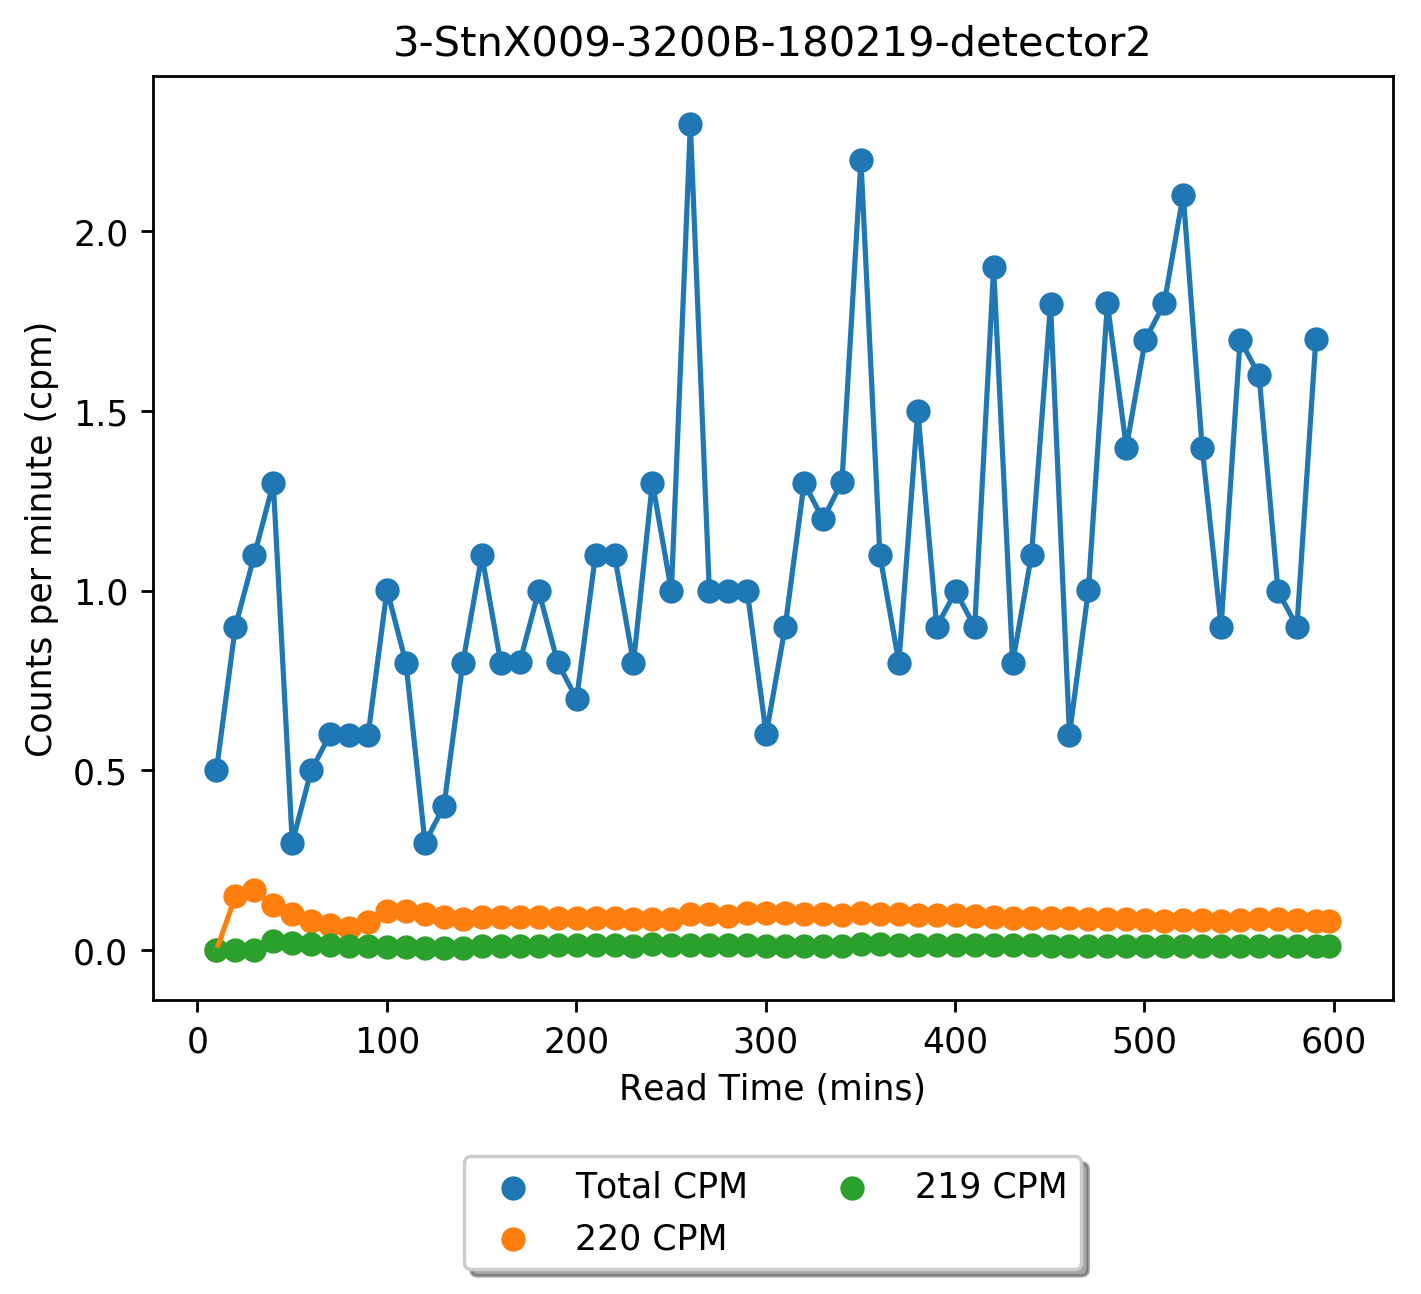 3-StnX009-3200B-180219-detector2
Counts per minute (cpm)
2.0
1.5
1.0
0.5
0.0
0 100 200 300 400 500 600
Read Time (mins)
Total CPM 219 CPM
220 CPM